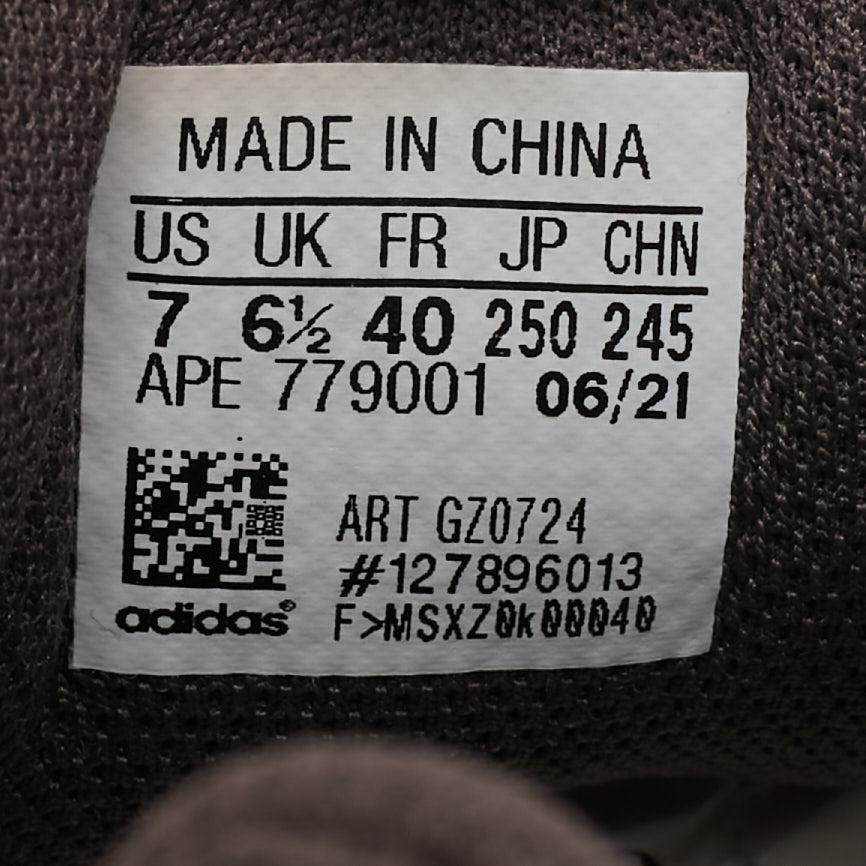 MADE IN CHINA
US UK FR JP CHN
7 6½ 40 250 245
APE 779001 06/21
ART GZ0724
#127896013
adidas®
F>MSXZ0k00040